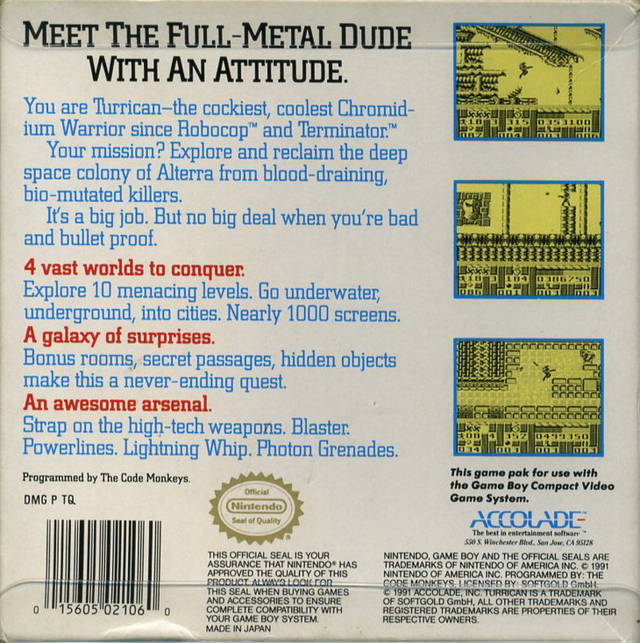 MEET THE FULL-METAL DUDE
WITH AN ATTITUDE.
You are Turrican—the cockiest, coolest Chromid-
ium Warrior since Robocop™ and Terminator.™
Your mission? Explore and reclaim the deep
space colony of Alterra from blood-draining,
bio-mutated killers.
It's a big job. But no big deal when you're bad
and bullet proof.
4 vast worlds to conquer.
Explore 10 menacing levels. Go underwater,
underground, into cities. Nearly 1000 screens.
A galaxy of surprises.
Bonus rooms, secret passages, hidden objects
make this a never-ending quest.
An awesome arsenal.
Strap on the high-tech weapons. Blaster.
Powerlines. Lightning Whip. Photon Grenades.
Programmed by The Code Monkeys.
DMG P TQ
Official
Nintendo
Seal of Quality
0 15605 02106 0
THIS OFFICIAL SEAL IS YOUR
ASSURANCE THAT NINTENDO® HAS
APPROVED THE QUALITY OF THIS
PRODUCT. ALWAYS LOOK FOR
THIS SEAL WHEN BUYING GAMES
AND ACCESSORIES TO ENSURE
COMPLETE COMPATIBILITY WITH
YOUR GAME BOY SYSTEM.
MADE IN JAPAN
This game pak for use with
the Game Boy Compact Video
Game System.
ACCOLADE
The best in entertainment software™
550 S. Winchester Blvd., San Jose, CA 95128
NINTENDO, GAME BOY AND THE OFFICIAL SEALS ARE
TRADEMARKS OF NINTENDO OF AMERICA INC. © 1991
NINTENDO OF AMERICA INC. PROGRAMMED BY: THE
CODE MONKEYS. LICENSED BY: SOFTGOLD GmbH.
© 1991 ACCOLADE, INC. TURRICAN IS A TRADEMARK
OF SOFTGOLD GmbH, ALL OTHER TRADEMARKS AND
REGISTERED TRADEMARKS ARE PROPERTIES OF THEIR
RESPECTIVE OWNERS.